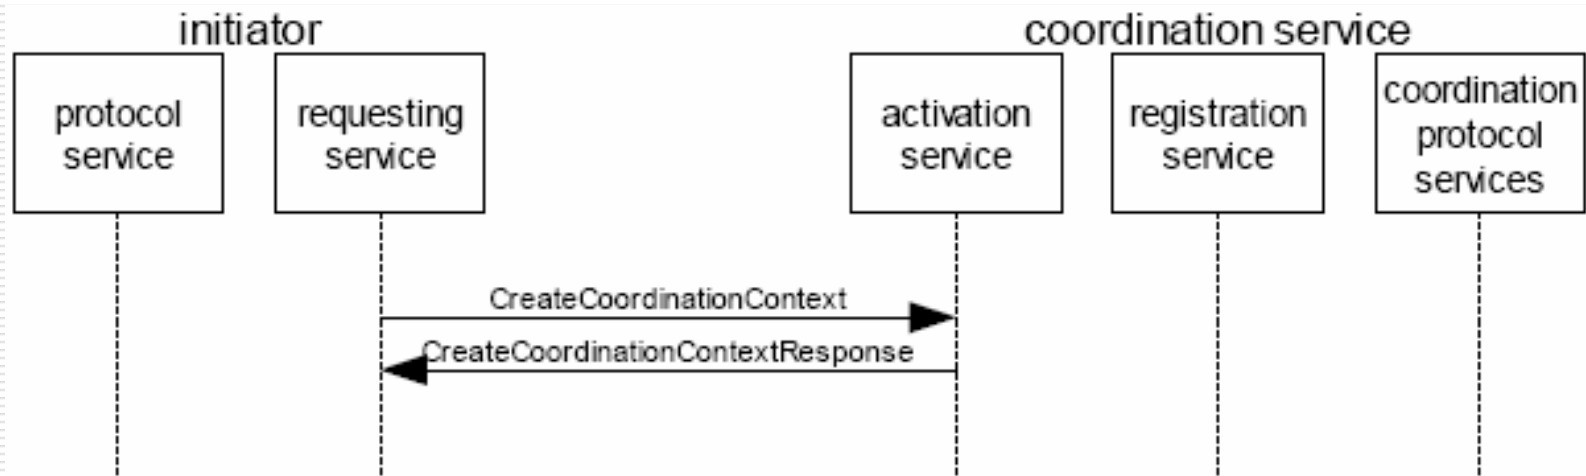 initiator
coordination service
protocol
service
requesting
service
activation
service
registration
service
coordination
protocol
services
CreateCoordinationContext
CreateCoordinationContextResponse